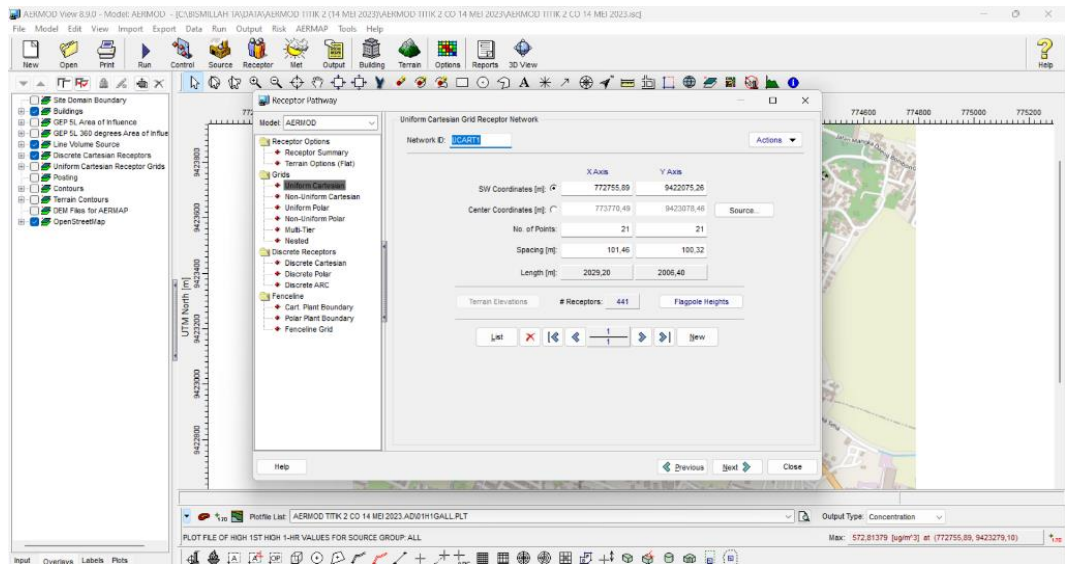 AERMOD View 8.9.0 - Model: AERMOD - [C:\BISMILLAH TA\DATA\AERMOD TITIK 2 (14 MEI 2023)\AERMOD TITIK 2 CO 14 MEI 2023\AERMOD TITIK 2 CO 14 MEI 2023.isc]
File Model Edit View Import Export Data Run Output Risk AERMAP Tools Help
New Open Print Run Control Source Receptor Met Output Building Terrain Options Reports 3D View Help
Site Domain Boundary
Buildings
GEP 5L Area of Influence
GEP 5L 360 degrees Area of Influe
Line Volume Source
Discrete Cartesian Receptors
Uniform Cartesian Receptor Grids
Posting
Contours
Terrain Contours
DEM Files for AERMAP
OpenStreetMap
UTM North [m]
9423600
9423400
9423200
9423000
9422800
774600 774800 775000 775200
Receptor Pathway
Model: AERMOD
Receptor Options
Receptor Summary
Terrain Options (Flat)
Grids
Uniform Cartesian
Non-Uniform Cartesian
Uniform Polar
Non-Uniform Polar
Multi-Tier
Nested
Discrete Receptors
Discrete Cartesian
Discrete Polar
Discrete ARC
Fenceline
Cart. Plant Boundary
Polar Plant Boundary
Fenceline Grid
Uniform Cartesian Grid Receptor Network
Network ID: UCART1 Actions
X Axis Y Axis
SW Coordinates [m]: 772755,89 9422075,26
Center Coordinates [m]: 773770,49 9423078,46 Source...
No. of Points: 21 21
Spacing [m]: 101,46 100,32
Length [m]: 2029,20 2006,40
Terrain Elevations # Receptors: 441 Flagpole Heights
List 1 1 New
Help Previous Next Close
Plotfile List: AERMOD TITIK 2 CO 14 MEI 2023.AD\01H1GALL.PLT Output Type: Concentration
PLOT FILE OF HIGH 1ST HIGH 1-HR VALUES FOR SOURCE GROUP: ALL Max: 572,81379 [ug/m^3] at (772755,89, 9423279,10)
Input Overlays Labels Plots